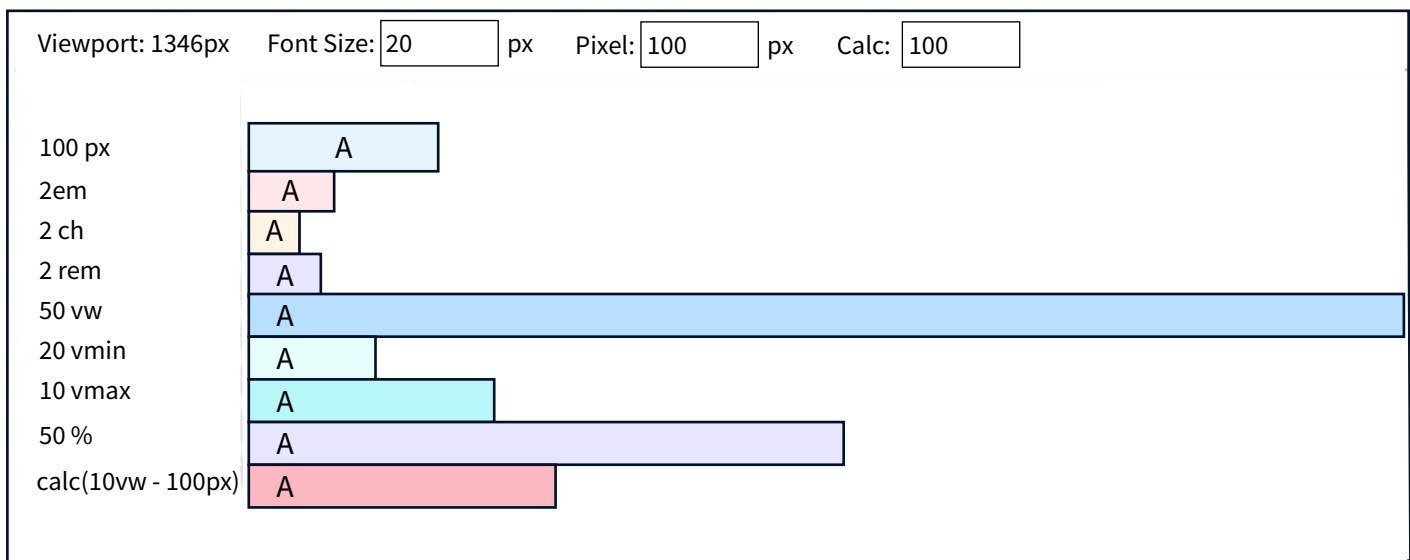 Viewport: 1346px Font Size: 20 px Pixel: 100 px Calc: 100
100 px A
2em A
2 ch A
2 rem A
50 vw A
20 vmin A
10 vmax A
50 % A
calc(10vw - 100px) A